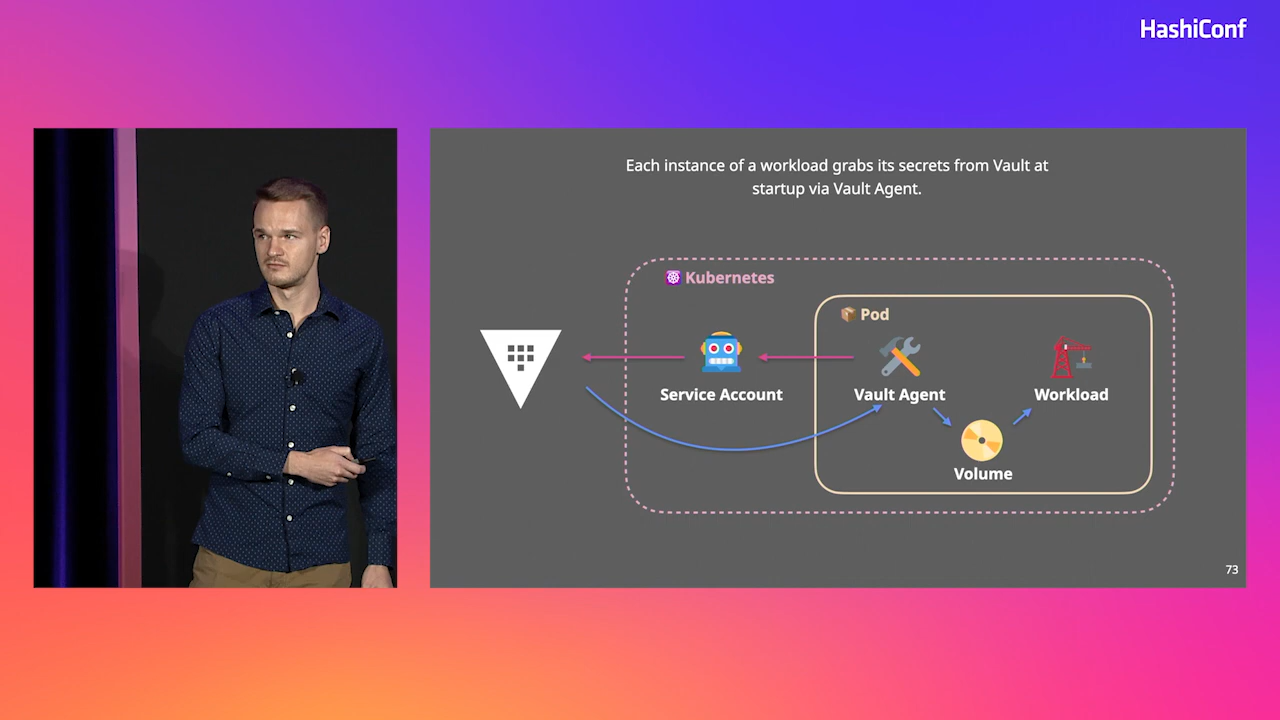 HashiConf
Each instance of a workload grabs its secrets from Vault at
startup via Vault Agent.
Kubernetes
Pod
Service Account
Vault Agent
Workload
Volume
73